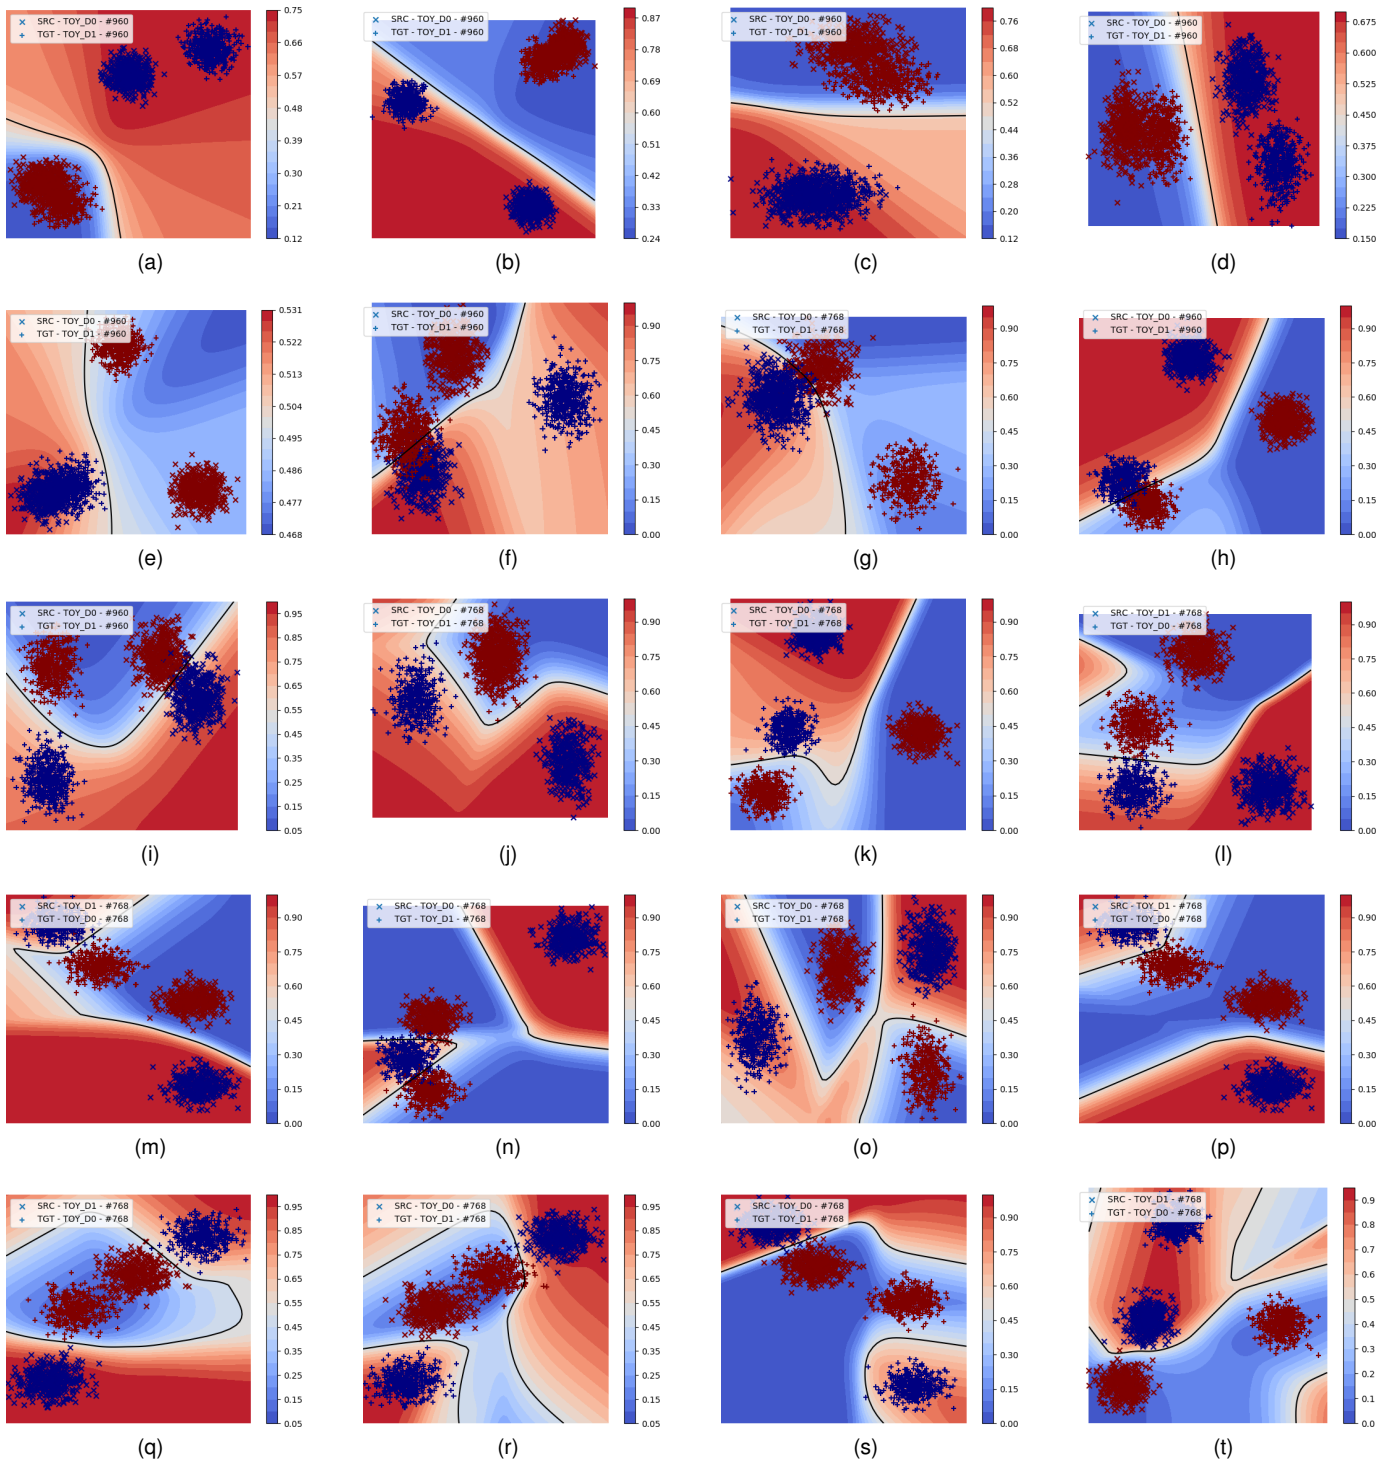 SRC - TOY_D0 - #960
TGT - TOY_D1 - #960
0.75
0.66
0.57
0.48
0.39
0.30
0.21
0.12
(a)
SRC - TOY_D0 - #960
TGT - TOY_D1 - #960
0.87
0.78
0.69
0.60
0.51
0.42
0.33
0.24
(b)
SRC - TOY_D0 - #960
TGT - TOY_D1 - #960
0.76
0.68
0.60
0.52
0.44
0.36
0.28
0.20
0.12
(c)
SRC - TOY_D0 - #960
TGT - TOY_D1 - #960
0.675
0.600
0.525
0.450
0.375
0.300
0.225
0.150
(d)
SRC - TOY_D0 - #960
TGT - TOY_D1 - #960
0.531
0.522
0.513
0.504
0.495
0.486
0.477
0.468
(e)
SRC - TOY_D0 - #960
TGT - TOY_D1 - #960
0.90
0.75
0.60
0.45
0.30
0.15
0.00
(f)
SRC - TOY_D0 - #768
TGT - TOY_D1 - #768
0.90
0.75
0.60
0.45
0.30
0.15
0.00
(g)
SRC - TOY_D0 - #960
TGT - TOY_D1 - #960
0.90
0.75
0.60
0.45
0.30
0.15
0.00
(h)
SRC - TOY_D0 - #960
TGT - TOY_D1 - #960
0.95
0.85
0.75
0.65
0.55
0.45
0.35
0.25
0.15
0.05
(i)
SRC - TOY_D0 - #768
TGT - TOY_D1 - #768
0.90
0.75
0.60
0.45
0.30
0.15
0.00
(j)
SRC - TOY_D0 - #768
TGT - TOY_D1 - #768
0.90
0.75
0.60
0.45
0.30
0.15
0.00
(k)
SRC - TOY_D1 - #768
TGT - TOY_D0 - #768
0.90
0.75
0.60
0.45
0.30
0.15
0.00
(l)
SRC - TOY_D1 - #768
TGT - TOY_D0 - #768
0.90
0.75
0.60
0.45
0.30
0.15
0.00
(m)
SRC - TOY_D0 - #768
TGT - TOY_D1 - #768
0.90
0.75
0.60
0.45
0.30
0.15
0.00
(n)
SRC - TOY_D0 - #768
TGT - TOY_D1 - #768
0.90
0.75
0.60
0.45
0.30
0.15
0.00
(o)
SRC - TOY_D1 - #768
TGT - TOY_D0 - #768
0.90
0.75
0.60
0.45
0.30
0.15
0.00
(p)
SRC - TOY_D1 - #768
TGT - TOY_D0 - #768
0.95
0.85
0.75
0.65
0.55
0.45
0.35
0.25
0.15
0.05
(q)
SRC - TOY_D0 - #768
TGT - TOY_D1 - #768
0.95
0.85
0.75
0.65
0.55
0.45
0.35
0.25
0.15
0.05
(r)
SRC - TOY_D0 - #768
TGT - TOY_D1 - #768
0.90
0.75
0.60
0.45
0.30
0.15
0.00
(s)
SRC - TOY_D1 - #768
TGT - TOY_D0 - #768
0.9
0.8
0.7
0.6
0.5
0.4
0.3
0.2
0.1
0.0
(t)